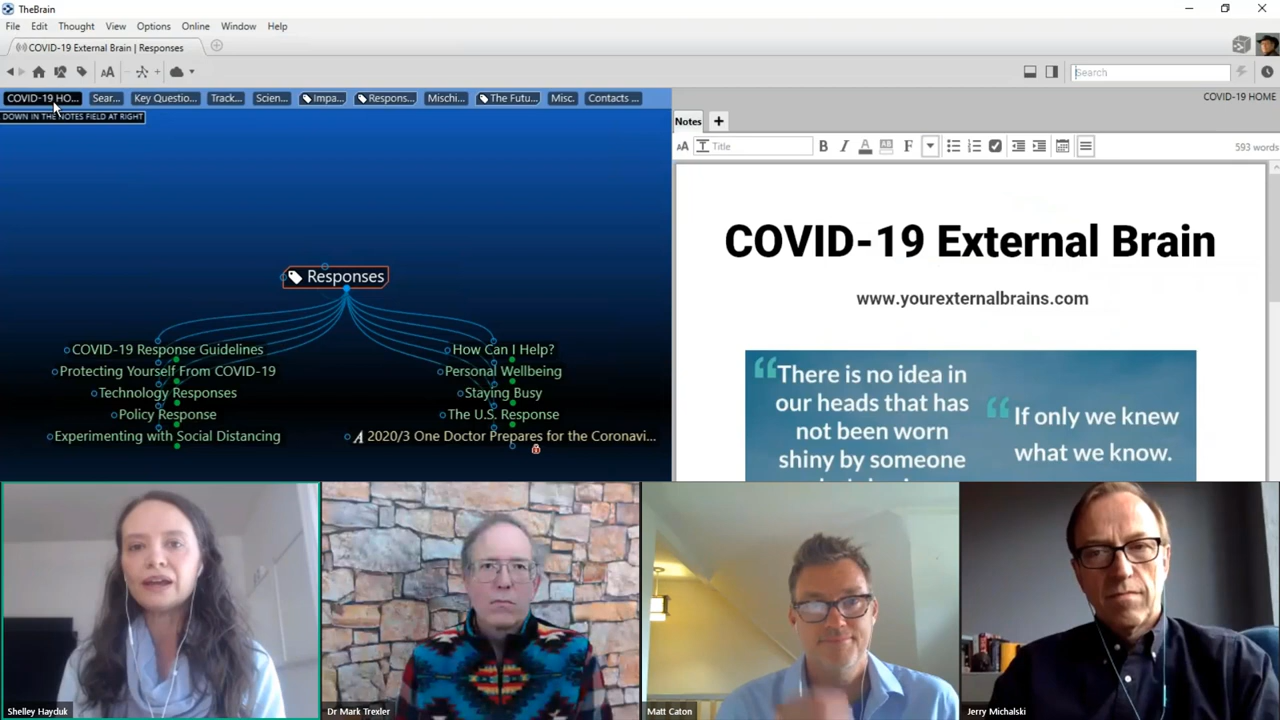 TheBrain
File Edit Thought View Options Online Window Help
COVID-19 External Brain | Responses
AA
Search
COVID-19 HO... Sear... Key Questio... Track... Scien... Impa... Respons... Mischi... The Futu... Misc. Contacts ...
COVID-19 HOME
DOWN IN THE NOTES FIELD AT RIGHT
Notes
AA Title B I A AB F 593 words
COVID-19 External Brain
www.yourexternalbrains.com
Responses
COVID-19 Response Guidelines
Protecting Yourself From COVID-19
Technology Responses
Policy Response
Experimenting with Social Distancing
How Can I Help?
Personal Wellbeing
Staying Busy
The U.S. Response
2020/3 One Doctor Prepares for the Coronavi...
“There is no idea in
our heads that has
not been worn
shiny by someone
“If only we knew
what we know.
Shelley Hayduk
Dr Mark Trexler
Matt Caton
Jerry Michalski